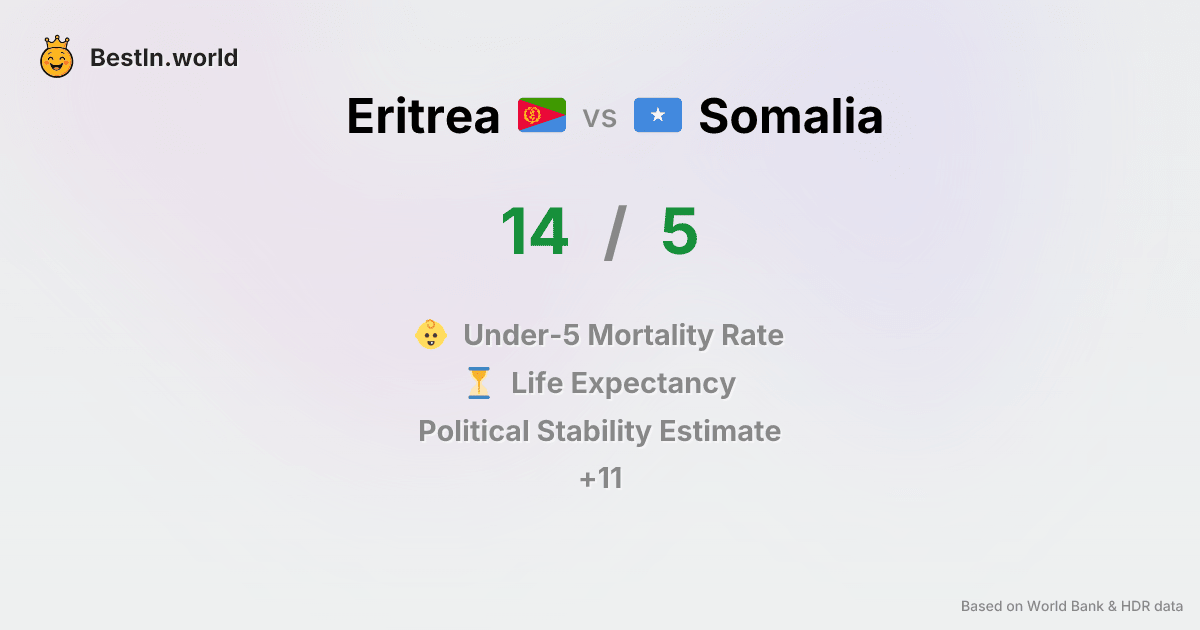 BestIn.world
Eritrea vs Somalia
14 / 5
Under-5 Mortality Rate
Life Expectancy
Political Stability Estimate
+11
Based on World Bank & HDR data